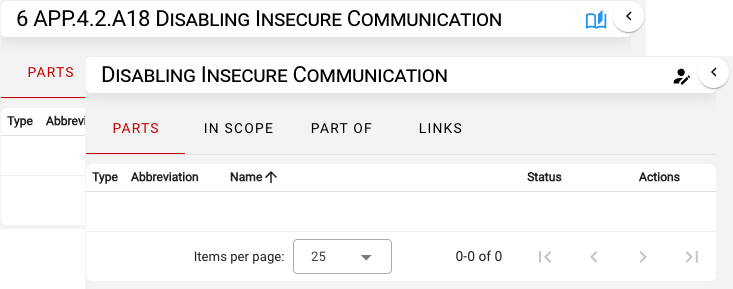 6 APP.4.2.A18 Disabling Insecure Communication
PARTS
Type Abbrevi
Disabling Insecure Communication
PARTS IN SCOPE PART OF LINKS
Type Abbreviation Name Status Actions
Items per page: 25 0-0 of 0